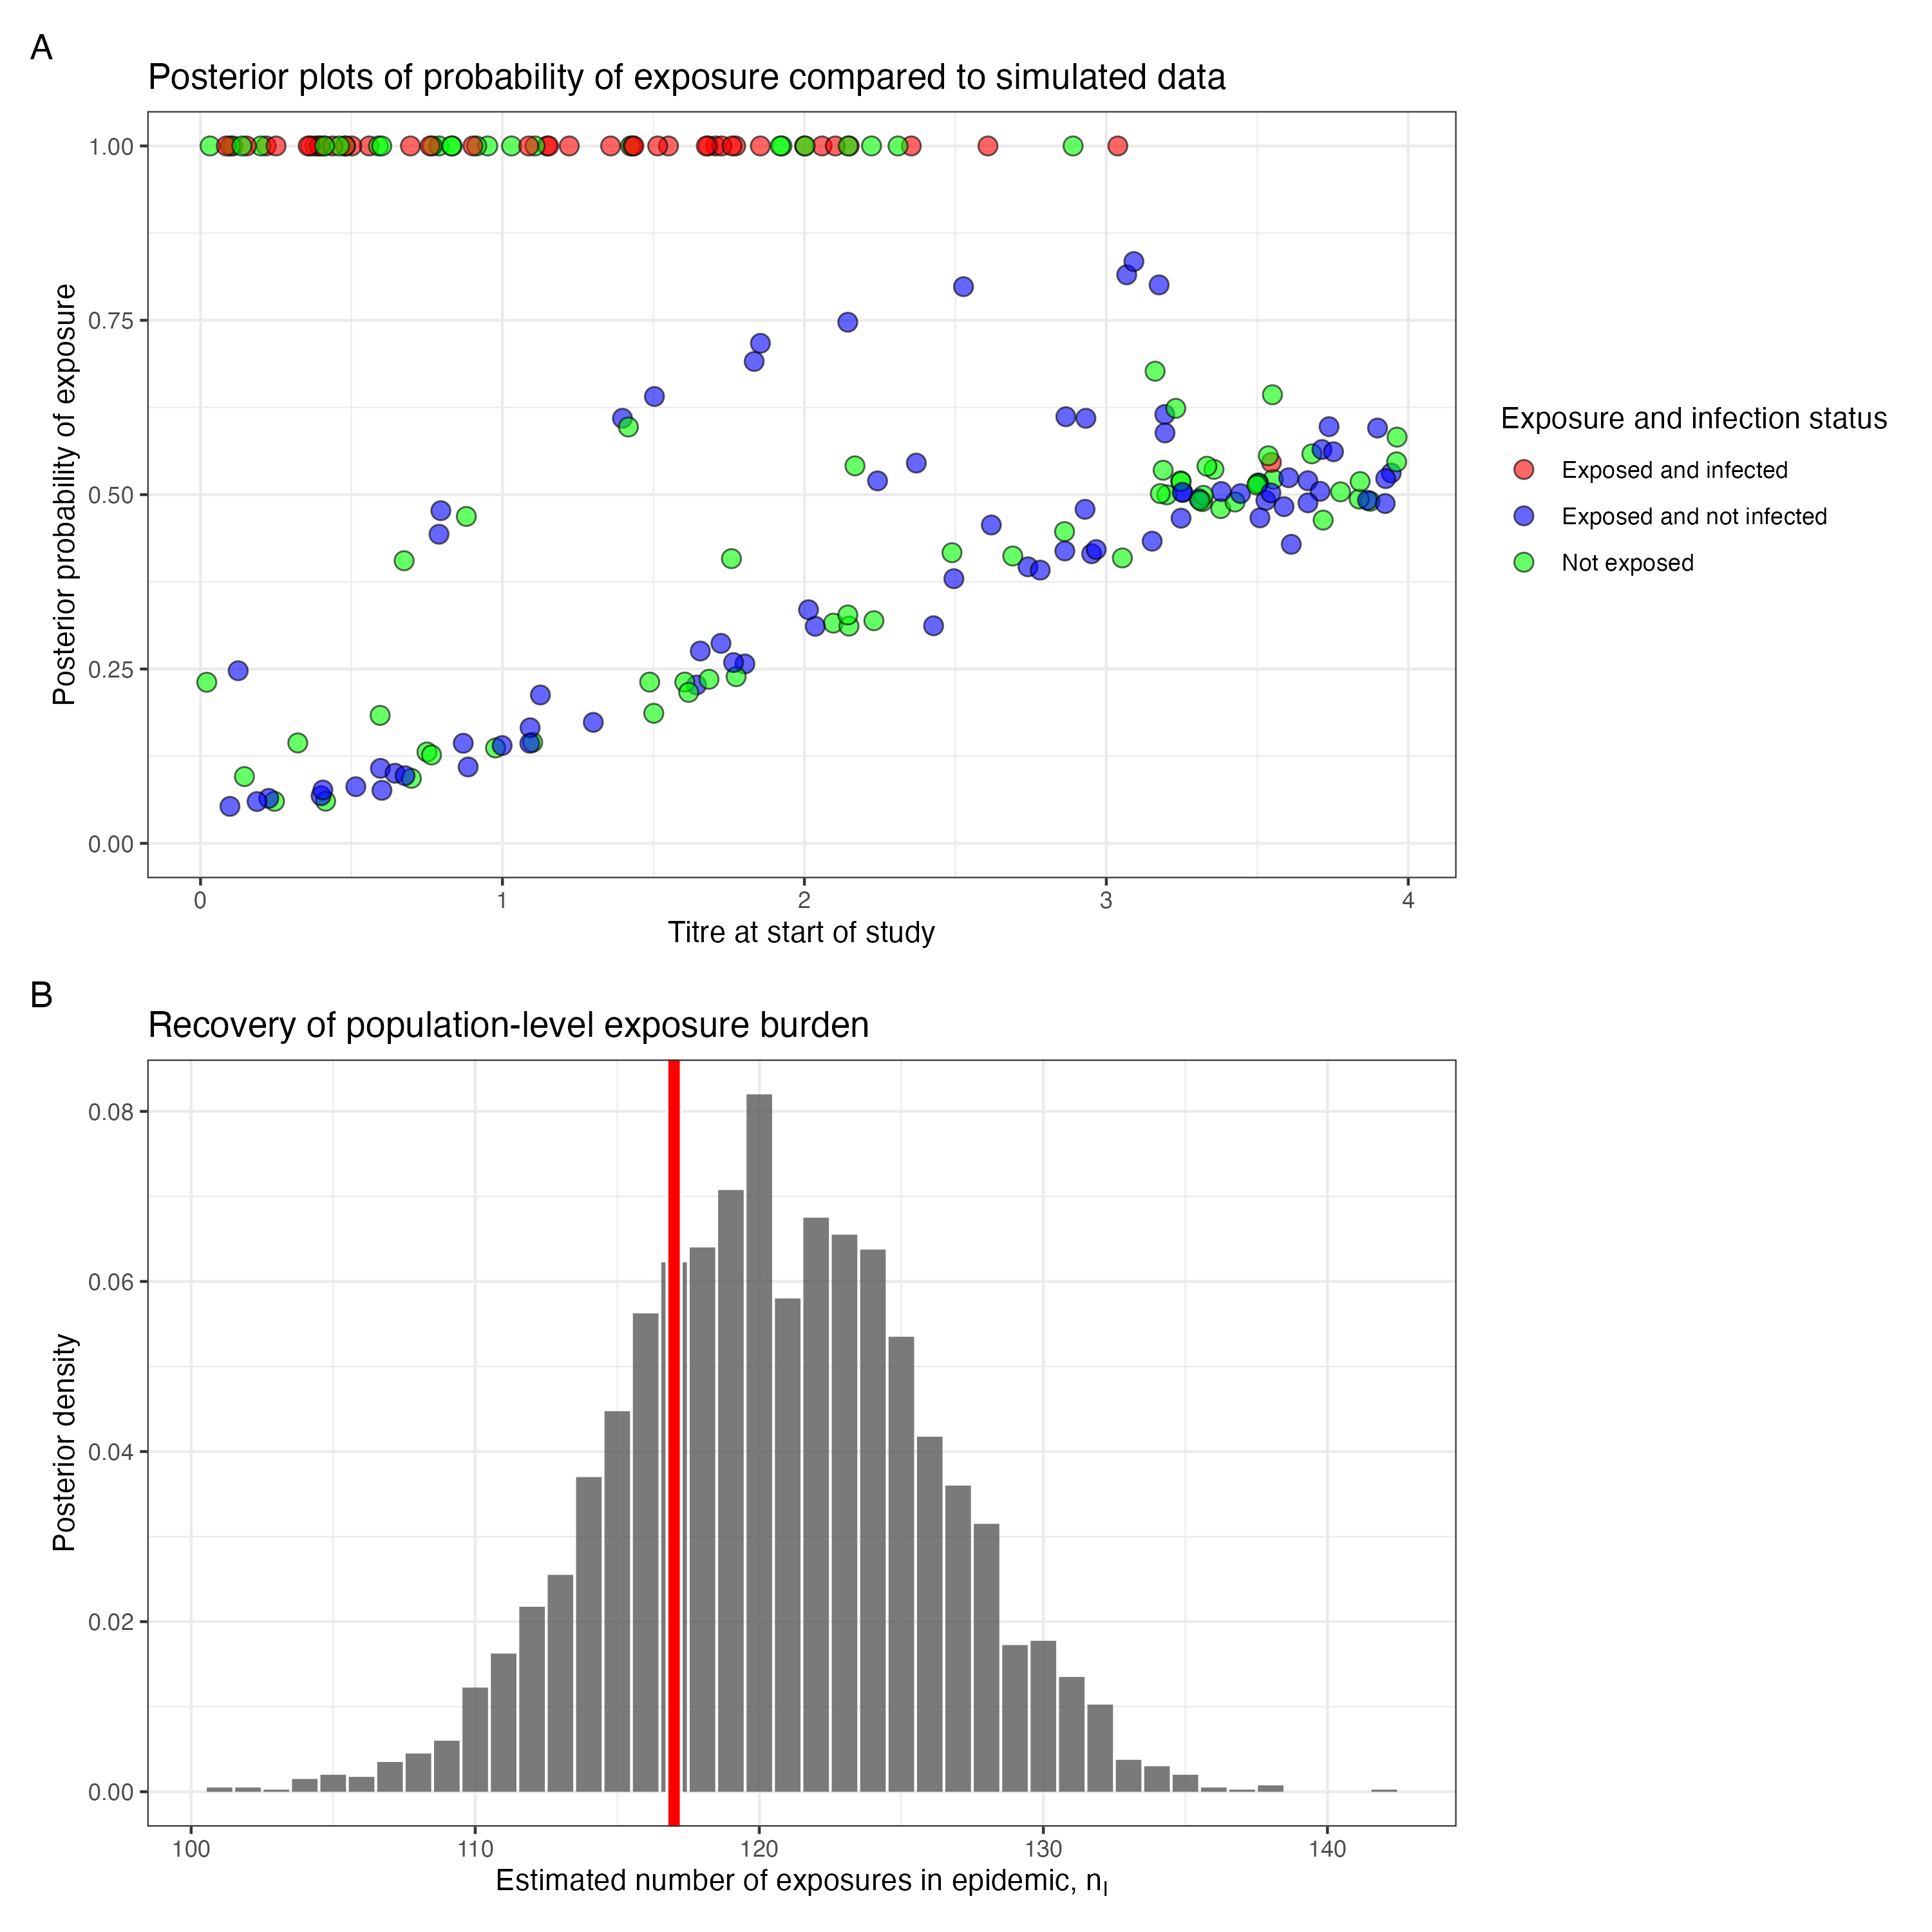 A
Posterior plots of probability of exposure compared to simulated data
Posterior probability of exposure
1.00
0.75
0.50
0.25
0.00
0 1 2 3 4
Titre at start of study
Exposure and infection status
Exposed and infected
Exposed and not infected
Not exposed
B
Recovery of population-level exposure burden
Posterior density
0.08
0.06
0.04
0.02
0.00
100 110 120 130 140
Estimated number of exposures in epidemic, nI